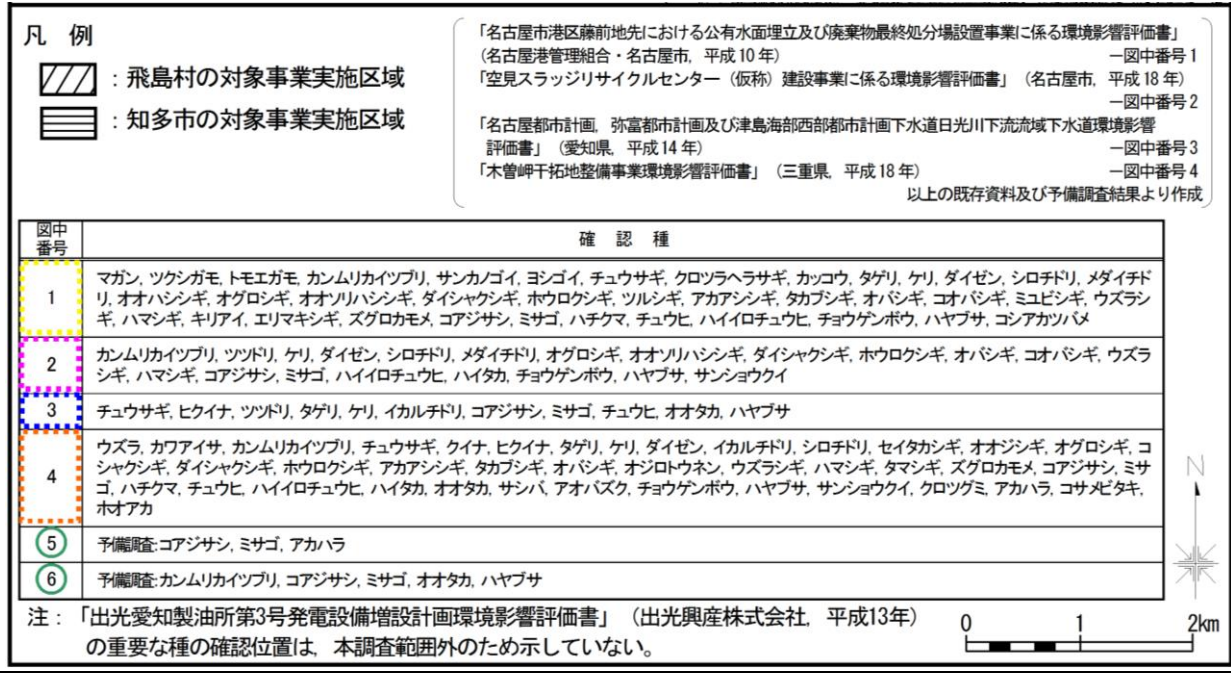 凡 例
：飛島村の対象事業実施区域
：知多市の対象事業実施区域
「名古屋市港区藤前地先における公有水面埋立及び廃棄物最終処分場設置事業に係る環境影響評価書」
（名古屋港管理組合・名古屋市，平成10年） －図中番号1
「空見スラッジリサイクルセンター（仮称）建設事業に係る環境影響評価書」（名古屋市，平成18年）
－図中番号2
「名古屋都市計画，弥富都市計画及び津島海部西部都市計画下水道日光川下流流域下水道環境影響
評価書」（愛知県，平成14年） －図中番号3
「木曽岬干拓地整備事業環境影響評価書」（三重県，平成18年） －図中番号4
以上の既存資料及び予備調査結果より作成
図中
番号
確 認 種
1
マガン，ツクシガモ，トモエガモ，カンムリカイツブリ，サンカノゴイ，ヨシゴイ，チュウサギ，クロツラヘラサギ，カッコウ，タゲリ，ケリ，ダイゼン，シロチドリ，メダイチド
リ，オオハシシギ，オグロシギ，オオソリハシシギ，ダイシャクシギ，ホウロクシギ，ツルシギ，アカアシシギ，タカブシギ，オバシギ，コオバシギ，ミユビシギ，ウズラシ
ギ，ハマシギ，キリアイ，エリマキシギ，ズグロカモメ，コアジサシ，ミサゴ，ハチクマ，チュウヒ，ハイイロチュウヒ，チョウゲンボウ，ハヤブサ，コシアカツバメ
2
カンムリカイツブリ，ツツドリ，ケリ，ダイゼン，シロチドリ，メダイチドリ，オグロシギ，オオソリハシシギ，ダイシャクシギ，ホウロクシギ，オバシギ，コオバシギ，ウズラ
シギ，ハマシギ，コアジサシ，ミサゴ，ハイイロチュウヒ，ハイタカ，チョウゲンボウ，ハヤブサ，サンショウクイ
3
チュウサギ，ヒクイナ，ツツドリ，タゲリ，ケリ，イカルチドリ，コアジサシ，ミサゴ，チュウヒ，オオタカ，ハヤブサ
4
ウズラ，カワアイサ，カンムリカイツブリ，チュウサギ，クイナ，ヒクイナ，タゲリ，ケリ，ダイゼン，イカルチドリ，シロチドリ，セイタカシギ，オオジシギ，オグロシギ，コ
シャクシギ，ダイシャクシギ，ホウロクシギ，アカアシシギ，タカブシギ，オバシギ，オジロトウネン，ウズラシギ，ハマシギ，タマシギ，ズグロカモメ，コアジサシ，ミサ
ゴ，ハチクマ，チュウヒ，ハイイロチュウヒ，ハイタカ，オオタカ，サシバ，アオバズク，チョウゲンボウ，ハヤブサ，サンショウクイ，クロツグミ，アカハラ，コサメビタキ，
ホオアカ
5
予備調査:コアジサシ，ミサゴ，アカハラ
6
予備調査:カンムリカイツブリ，コアジサシ，ミサゴ，オオタカ，ハヤブサ
N
注：「出光愛知製油所第3号発電設備増設計画環境影響評価書」（出光興産株式会社，平成13年）
の重要な種の確認位置は，本調査範囲外のため示していない。
0 1 2km